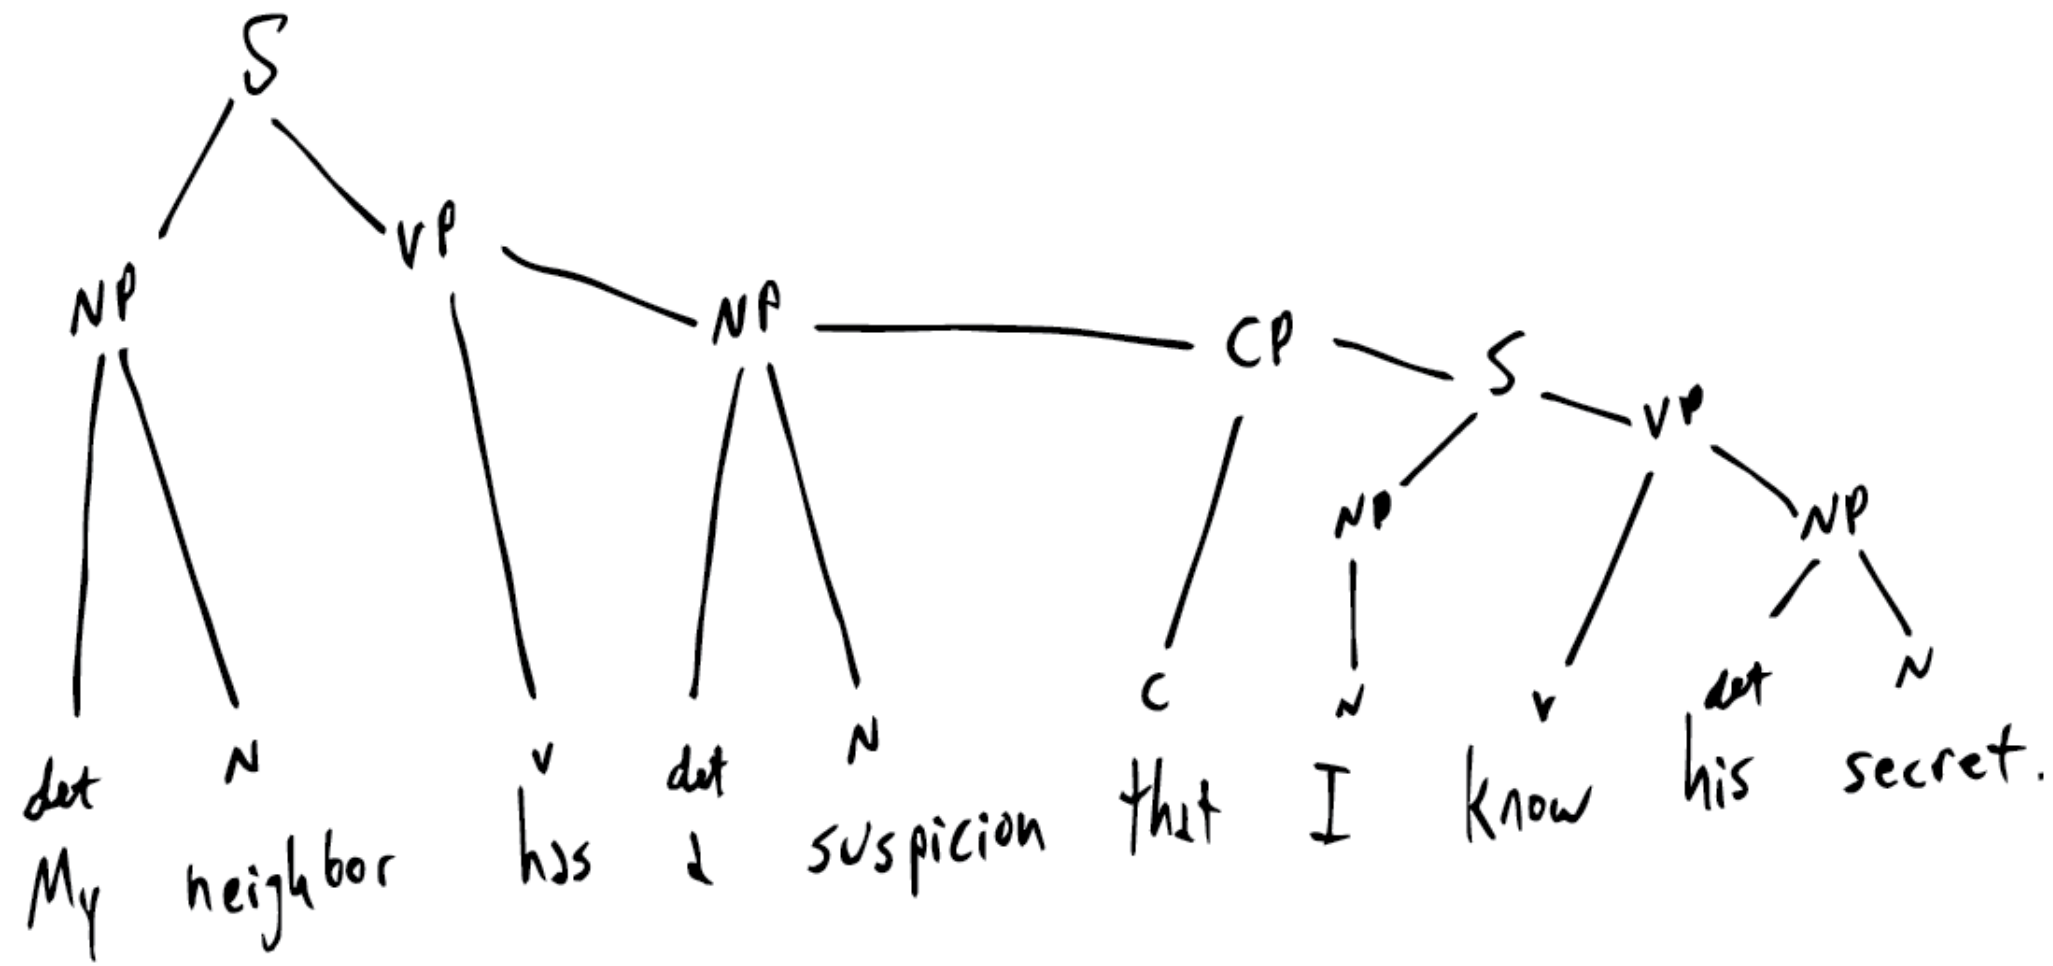 S
VP
NP
NP
CP
S
VP
NP
NP
det N v det N C N v det N
My neighbor has a suspicion that I know his secret.